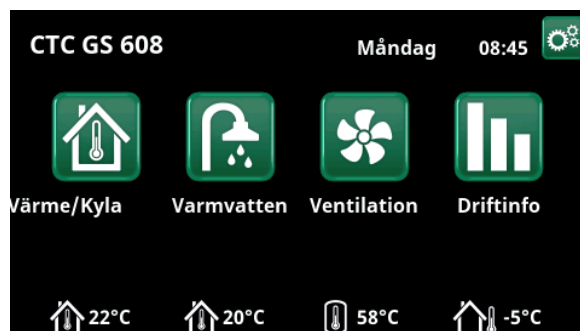 CTC GS 608 Måndag 08:45
Värme/Kyla Varmvatten Ventilation Driftinfo
22°C 20°C 58°C -5°C